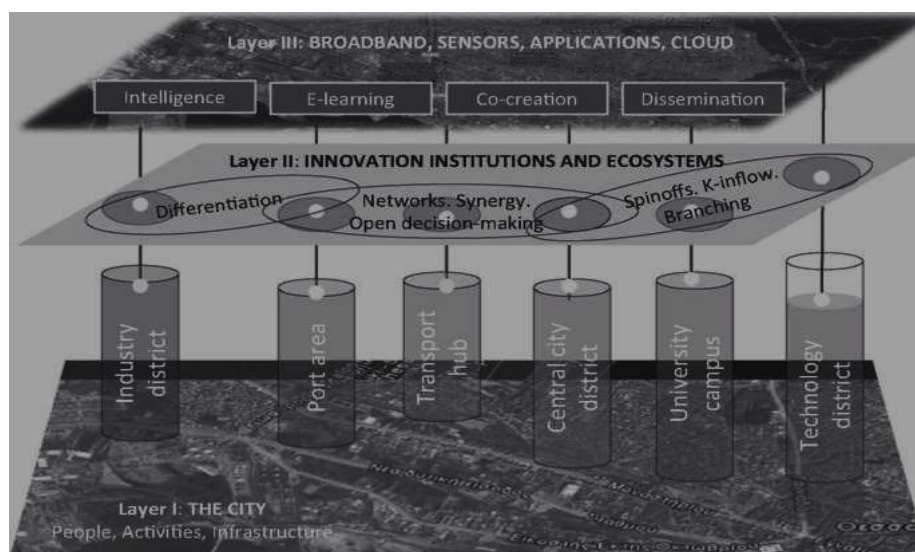 Layer III: BROADBAND, SENSORS, APPLICATIONS, CLOUD
Intelligence
E-learning
Co-creation
Dissemination
Layer II: INNOVATION INSTITUTIONS AND ECOSYSTEMS
Differentiation
Networks. Synergy.
Open decision-making
Spinoffs. K-inflow.
Branching
Industry
district
Port area
Transport
hub
Central city
district
University
campus
Technology
district
Layer I: THE CITY
People, Activities, Infrastructure